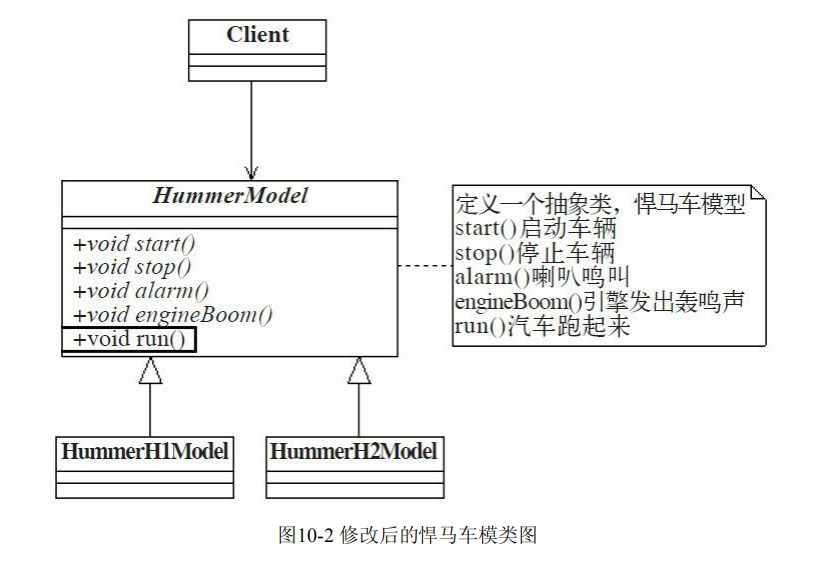 Client
HummerModel
+void start()
+void stop()
+void alarm()
+void engineBoom()
+void run()
定义一个抽象类，悍马车模型
start()启动车辆
stop()停止车辆
alarm()喇叭鸣叫
engineBoom()引擎发出轰鸣声
run()汽车跑起来
HummerH1Model
HummerH2Model
图10-2 修改后的悍马车模类图